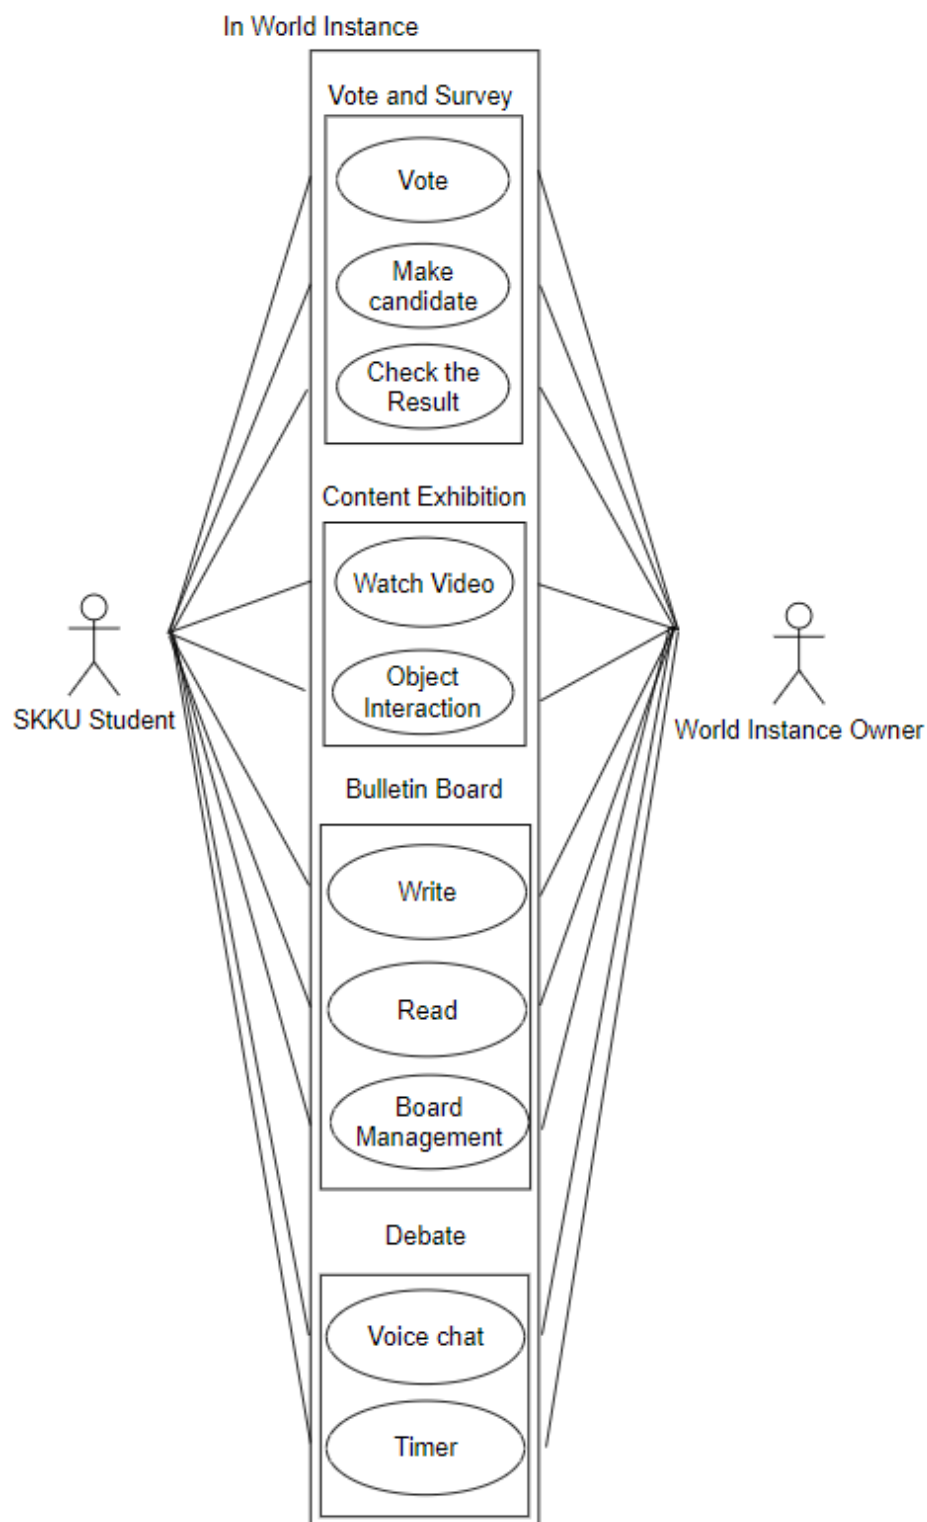 In World Instance
Vote and Survey
Vote
Make
candidate
Check the
Result
Content Exhibition
Watch Video
Object
Interaction
SKKU Student
World Instance Owner
Bulletin Board
Write
Read
Board
Management
Debate
Voice chat
Timer